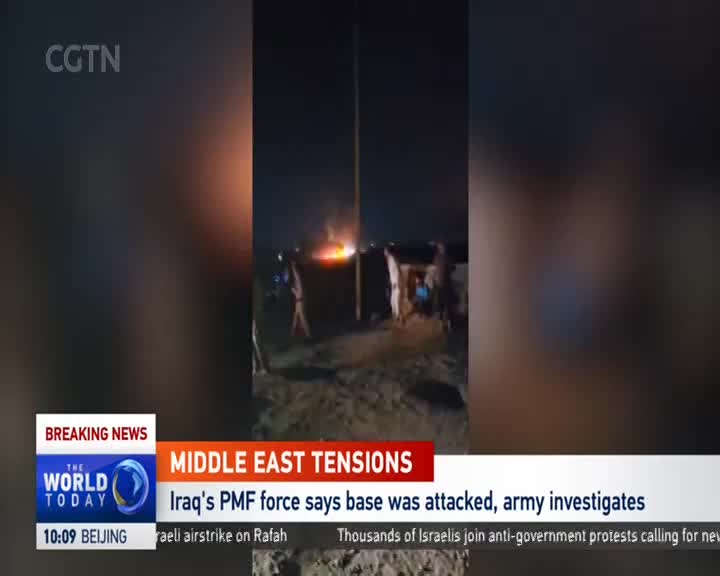 CGTN
BREAKING NEWS
MIDDLE EAST TENSIONS
THE
WORLD
TODAY
Iraq's PMF force says base was attacked, army investigates
10:09 BEIJING
raeli airstrike on Rafah
Thousands of Israelis join anti-government protests calling for new